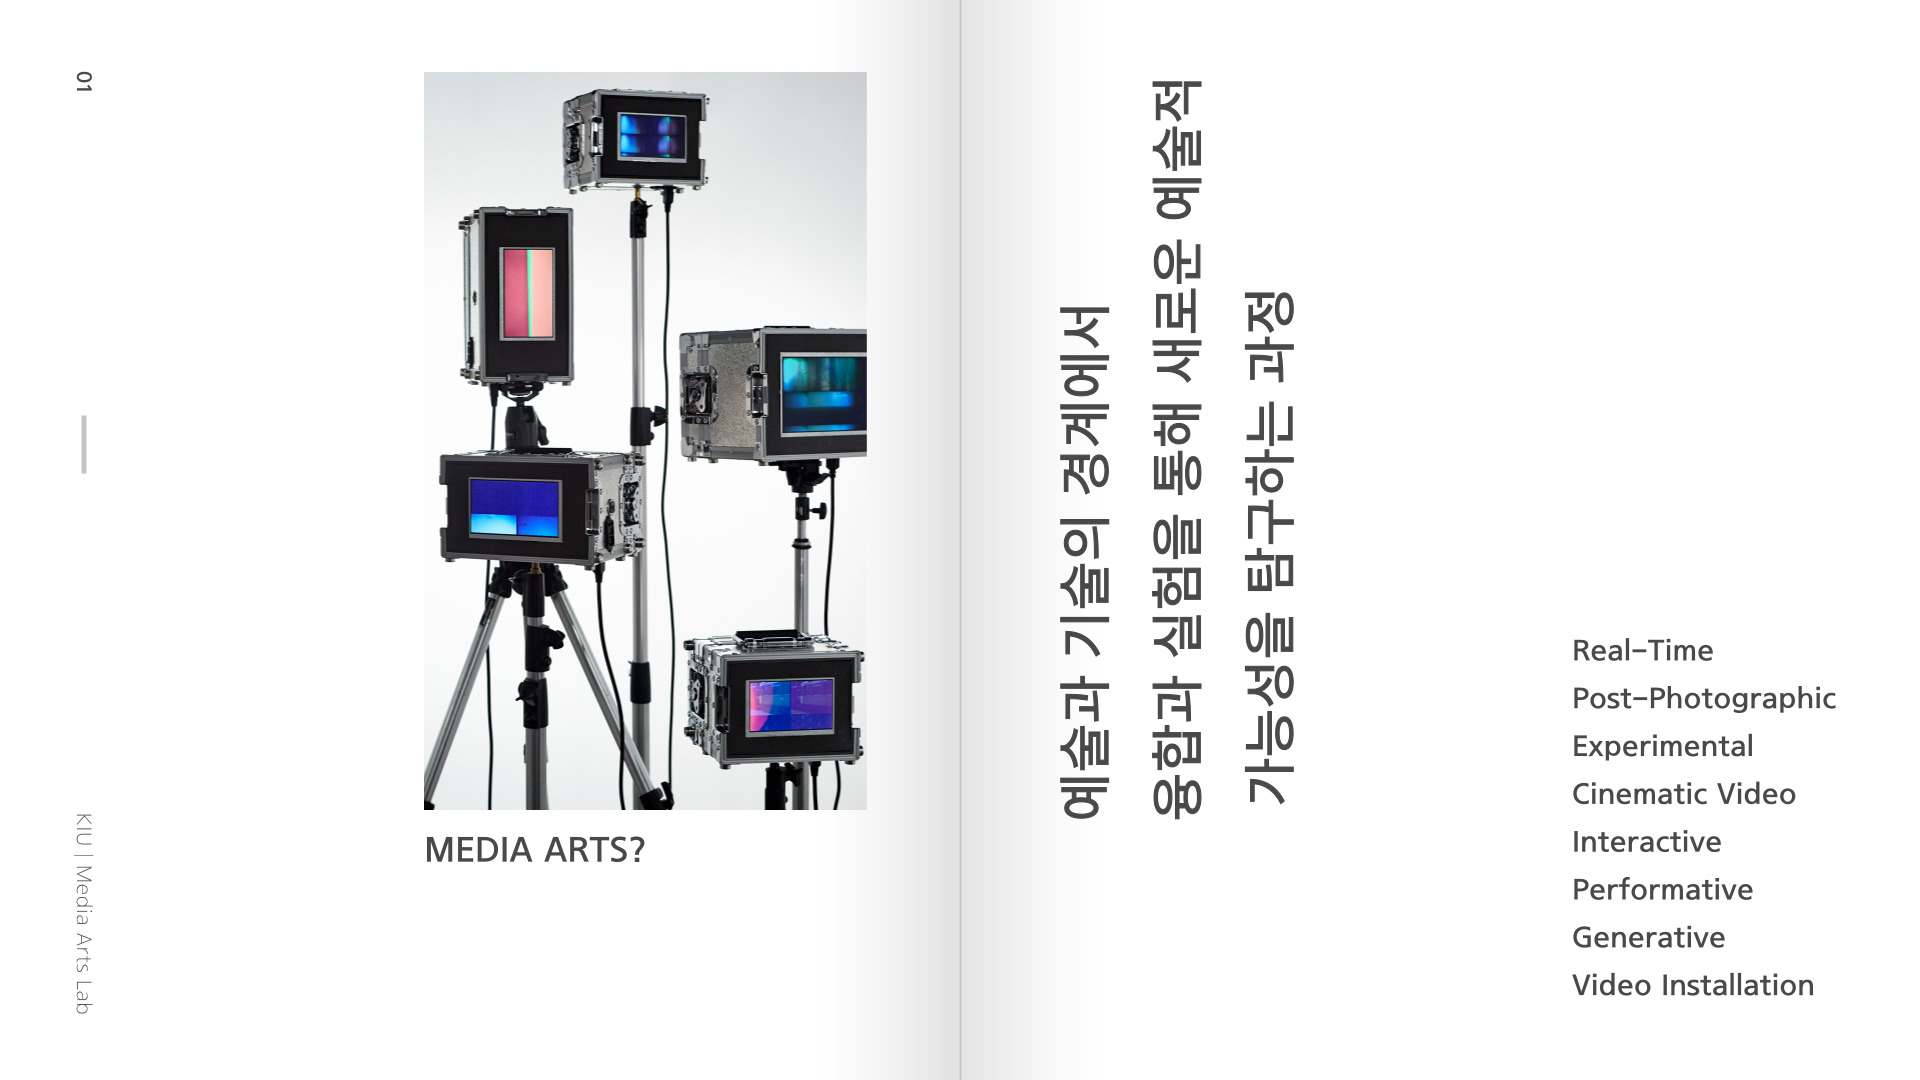 01
KIU | Media Arts Lab
MEDIA ARTS?
예술과 기술의 경계에서
융합과 실험을 통해 새로운 예술적
가능성을 탐구하는 과정
Real-Time
Post-Photographic
Experimental
Cinematic Video
Interactive
Performative
Generative
Video Installation